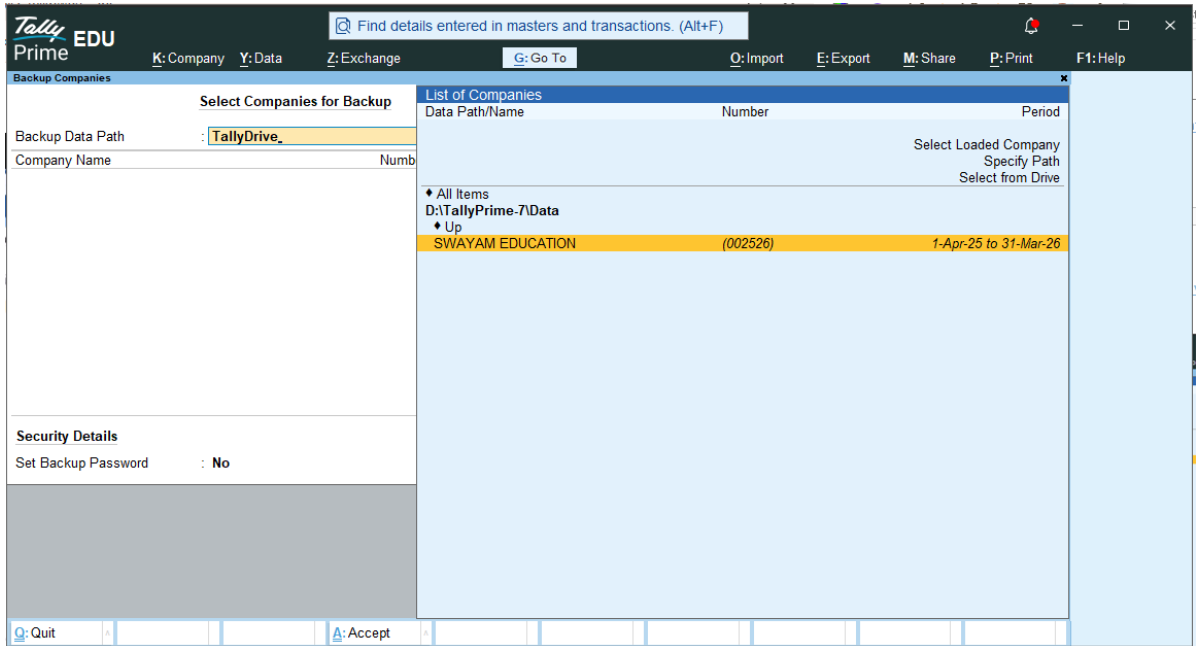 Tally Prime EDU
Find details entered in masters and transactions. (Alt+F)
K: Company Y: Data Z: Exchange G: Go To O: Import E: Export M: Share P: Print F1: Help
Backup Companies
Select Companies for Backup
Backup Data Path : TallyDrive
Company Name Numb
Security Details
Set Backup Password : No
List of Companies
Data Path/Name Number Period
Select Loaded Company
Specify Path
Select from Drive
♦ All Items
D:\TallyPrime-7\Data
♦ Up
SWAYAM EDUCATION (002526) 1-Apr-25 to 31-Mar-26
Q: Quit A: Accept